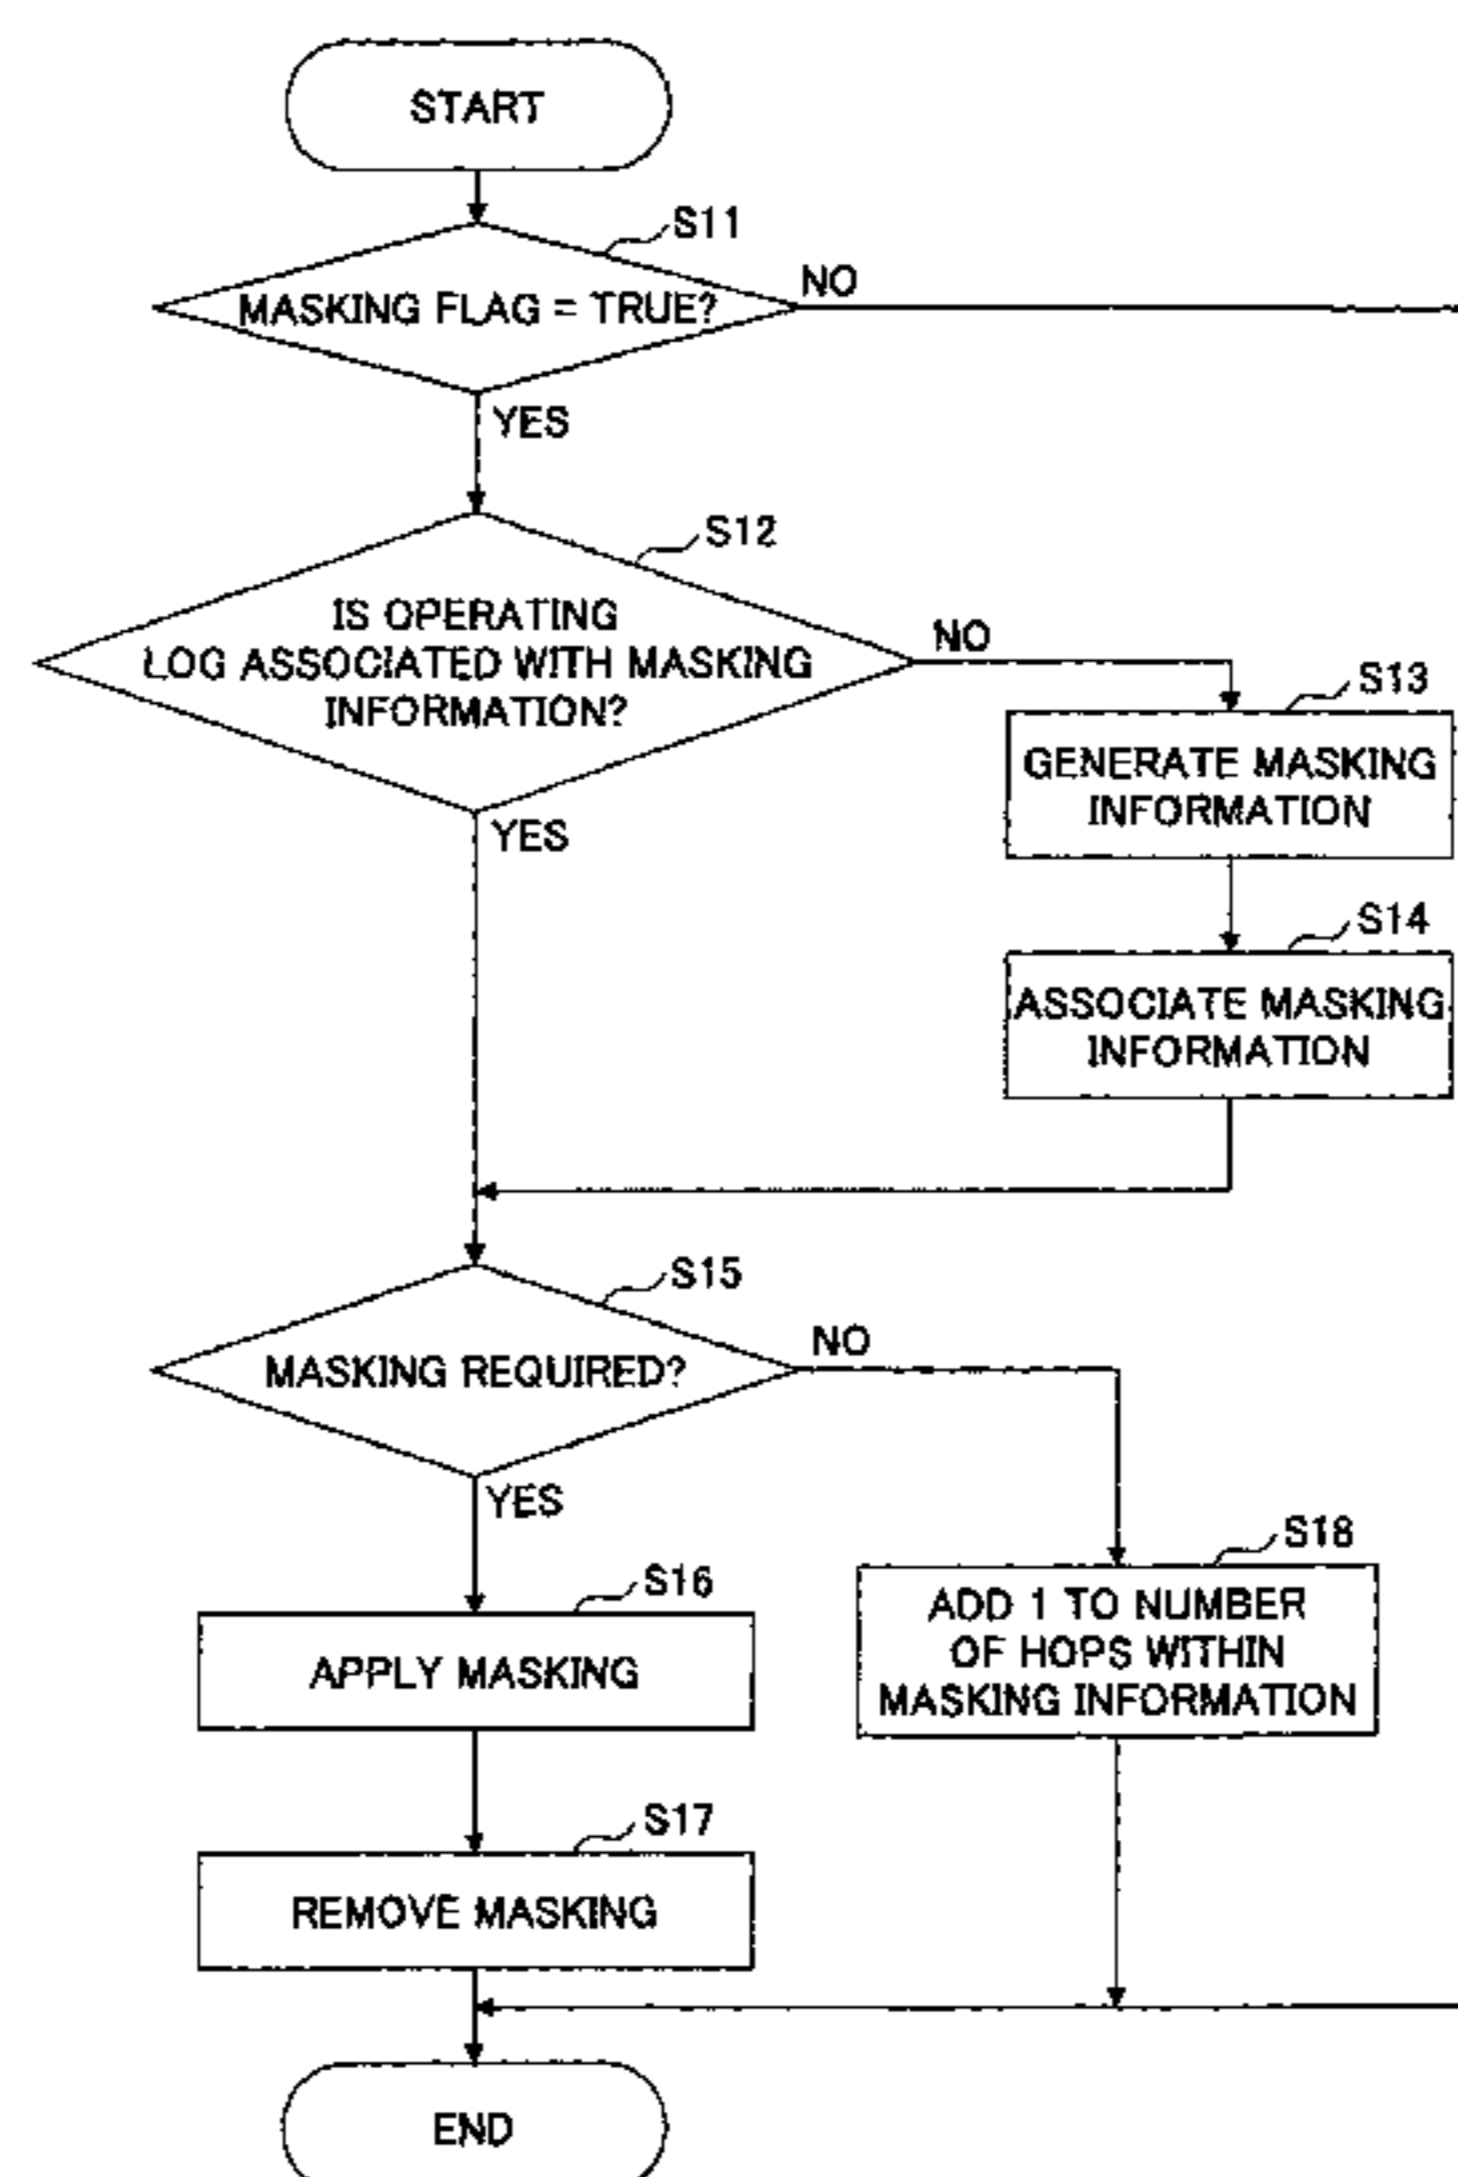 START
S11
MASKING FLAG = TRUE?
NO
YES
S12
IS OPERATING
LOG ASSOCIATED WITH MASKING
INFORMATION?
NO
YES
S13
GENERATE MASKING
INFORMATION
S14
ASSOCIATE MASKING
INFORMATION
S15
MASKING REQUIRED?
NO
YES
S16
APPLY MASKING
S18
ADD 1 TO NUMBER
OF HOPS WITHIN
MASKING INFORMATION
S17
REMOVE MASKING
END